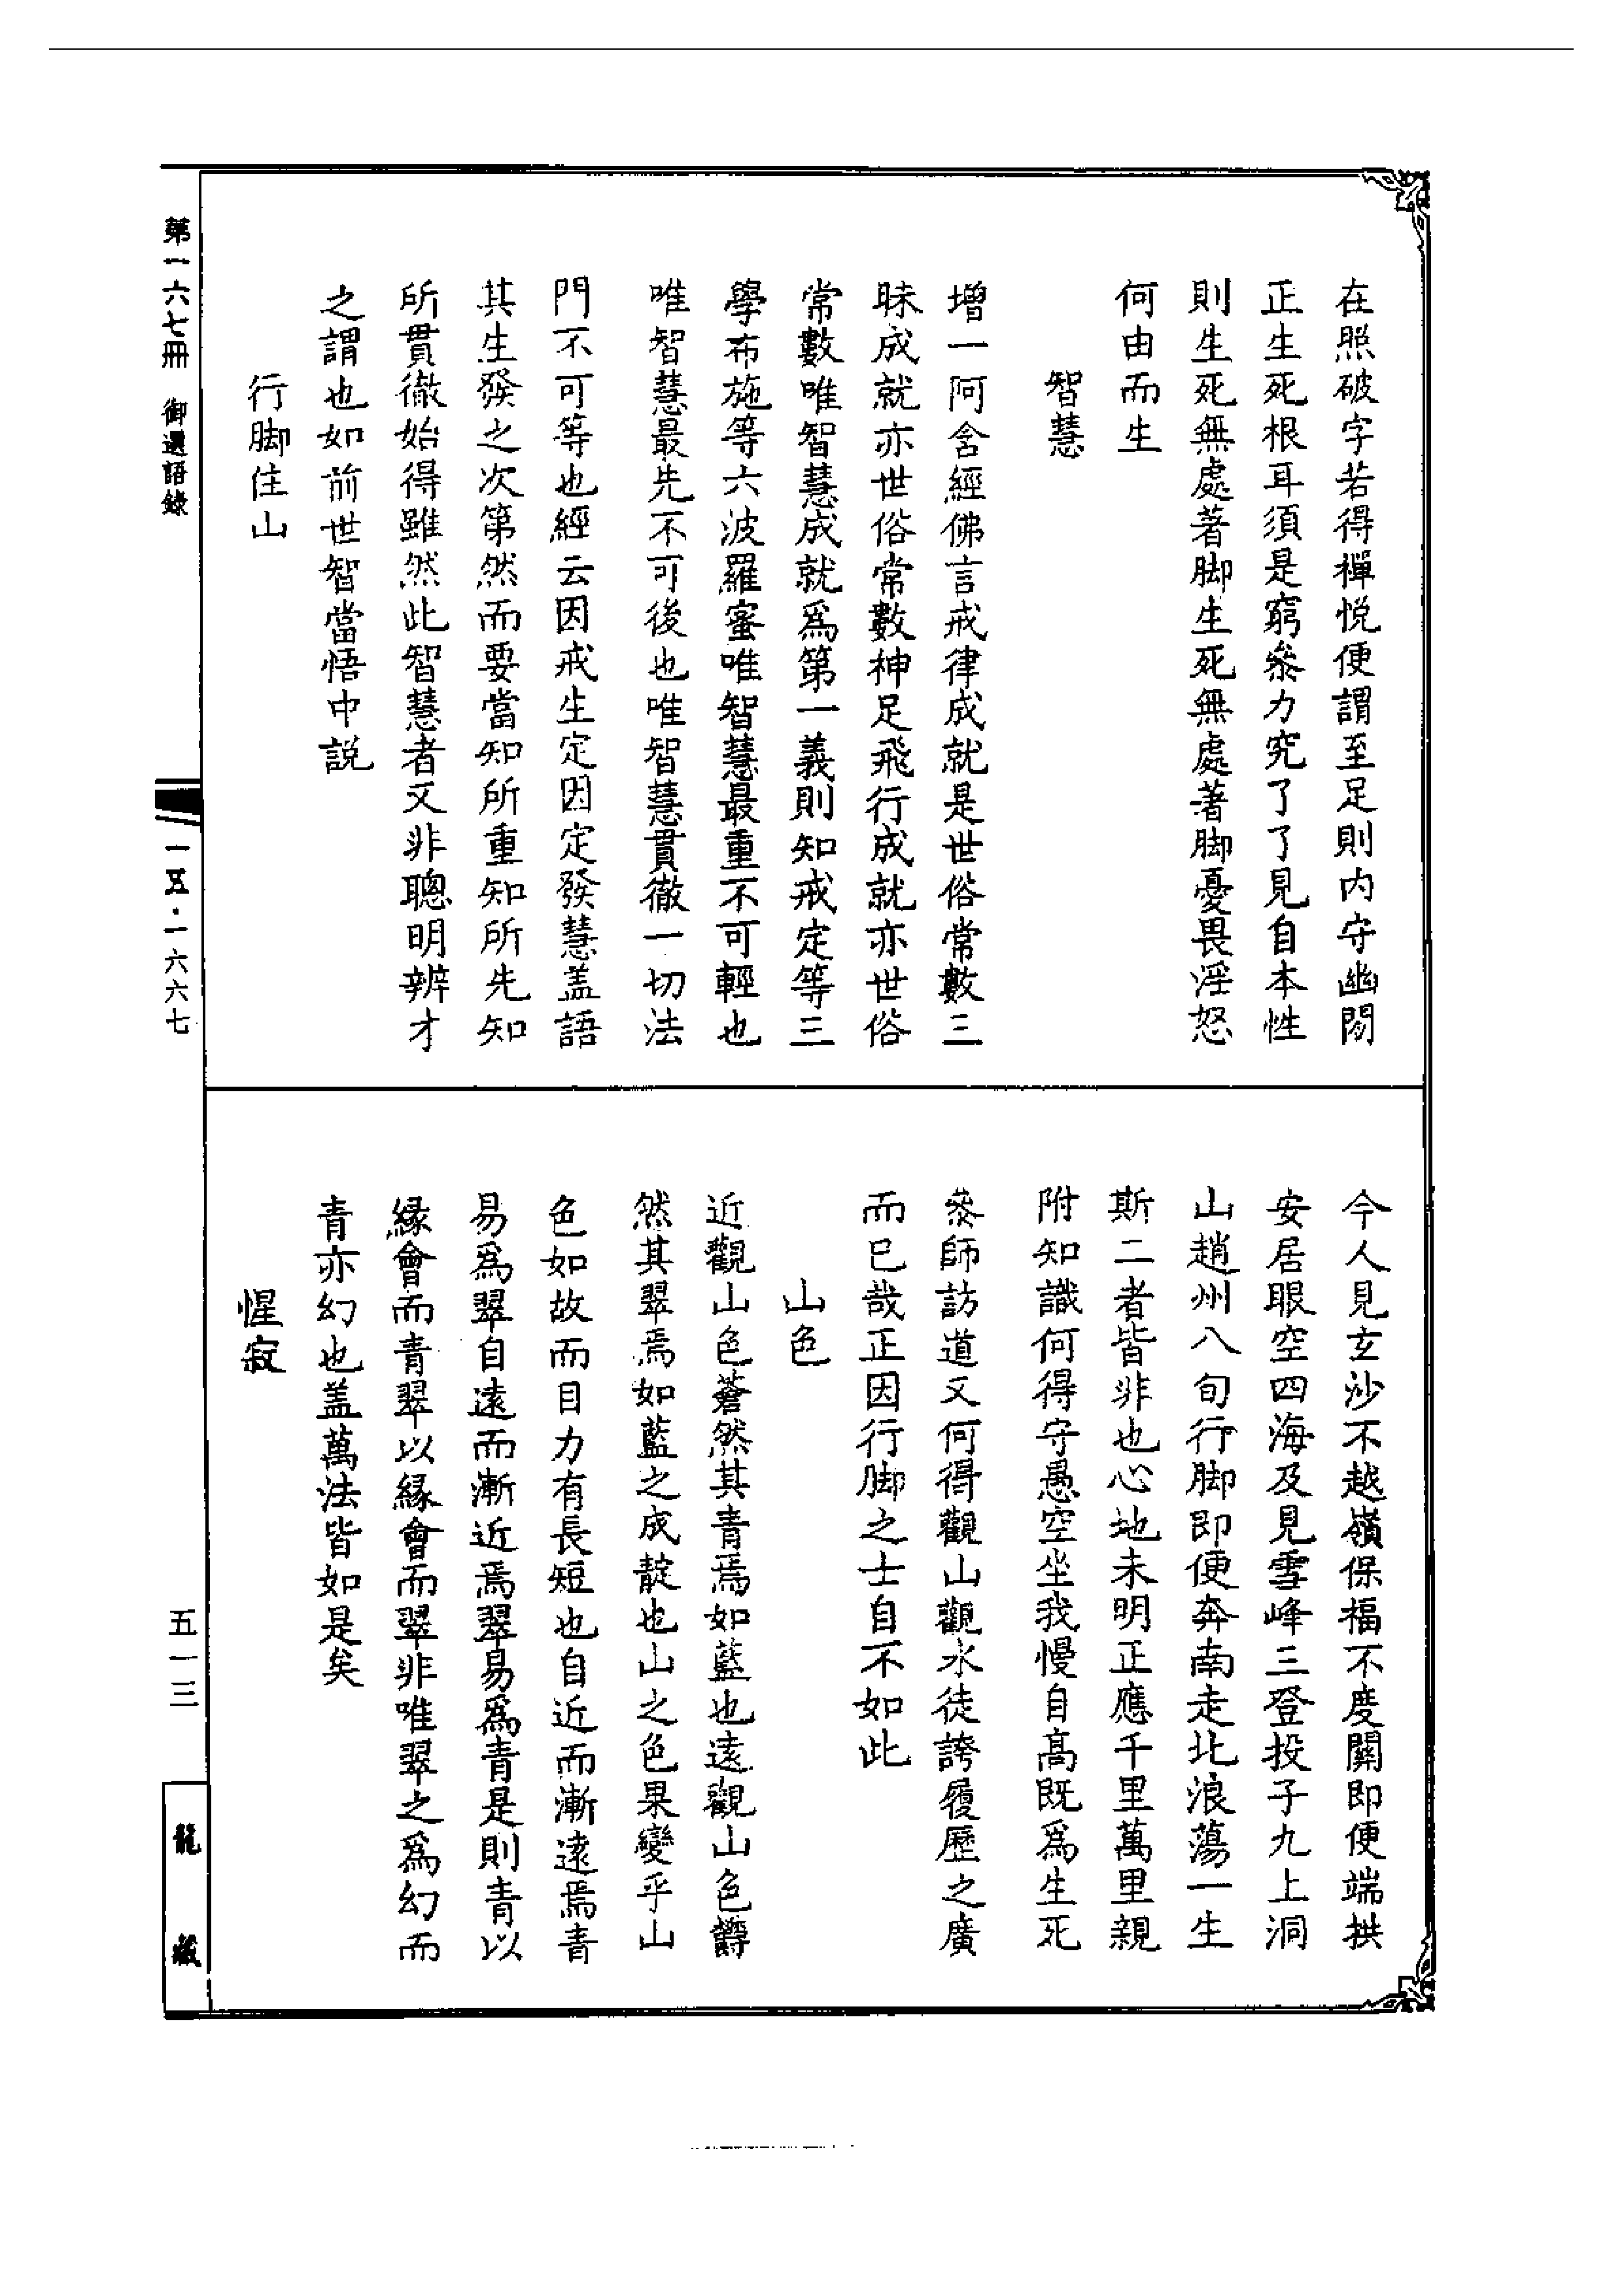 在照破字若得禪悦便謂至足則内守幽閒
正生死根耳須是窮叅力究了了見自本性
則生死無處著脚生死無處著脚憂畏淫怒
何由而生
智慧
增一阿含經佛言戒律成就是世俗常數三
昧成就亦世俗常數神足飛行成就亦世俗
常數唯智慧成就爲第一義則知戒定等三
學布施等六波羅蜜唯智慧最重不可輕也
唯智慧最先不可後也唯智慧貫徹一切法
門不可等也經云因戒生定因定發慧盖語
其生發之次第然而要當知所重知所先知
所貫徹始得雖然此智慧者又非聰明辨才
之謂也如前世智當悟中説
行脚住山
今人見玄沙不越嶺保福不度關即便端拱
安居眼空四海及見雪峰三登投子九上洞
山趙州八旬行脚即便奔南走北浪蕩一生
斯二者皆非也心地未明正應千里萬里親
附知識何得守愚空坐我慢自高既爲生死
叅師訪道又何得觀山觀水徒誇履歷之廣
而已哉正因行脚之士自不如此
山色
近觀山色蒼然其青焉如藍也遠觀山色欝
然其翠焉如藍之成靛也山之色果變乎山
色如故而目力有長短也自近而漸遠焉青
易爲翠自遠而漸近焉翠易爲青是則青以
緣會而青翠以緣會而翠非唯翠之爲幻而
青亦幻也盖萬法皆如是矣
惺寂
第一六七冊 御選語錄
一五·一六六七
五一三
龍藏